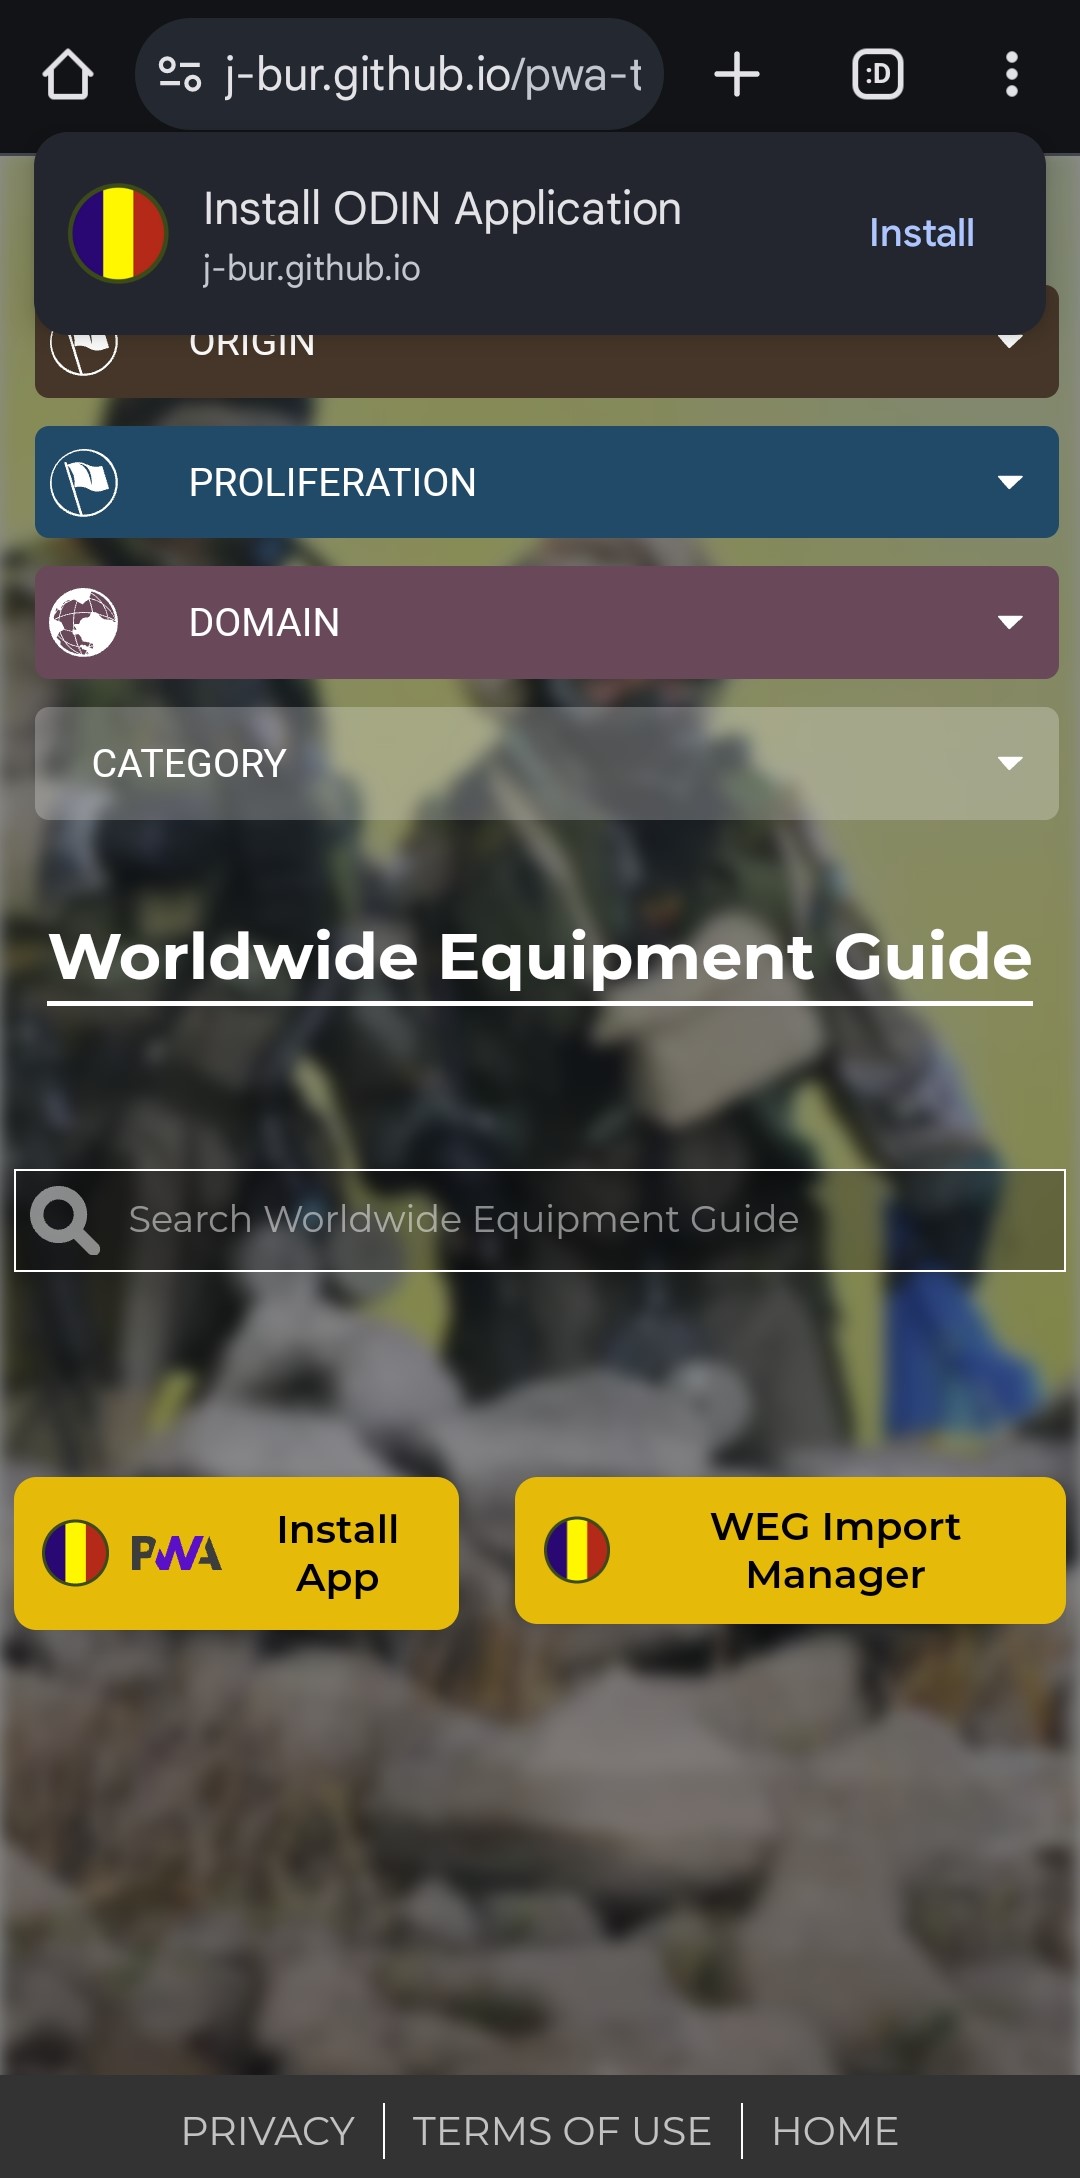 j-bur.github.io/pwa-t
:D
Install ODIN Application
j-bur.github.io
Install
ORIGIN
PROLIFERATION
DOMAIN
CATEGORY
Worldwide Equipment Guide
Search Worldwide Equipment Guide
PWA
Install
App
WEG Import
Manager
PRIVACY
TERMS OF USE
HOME